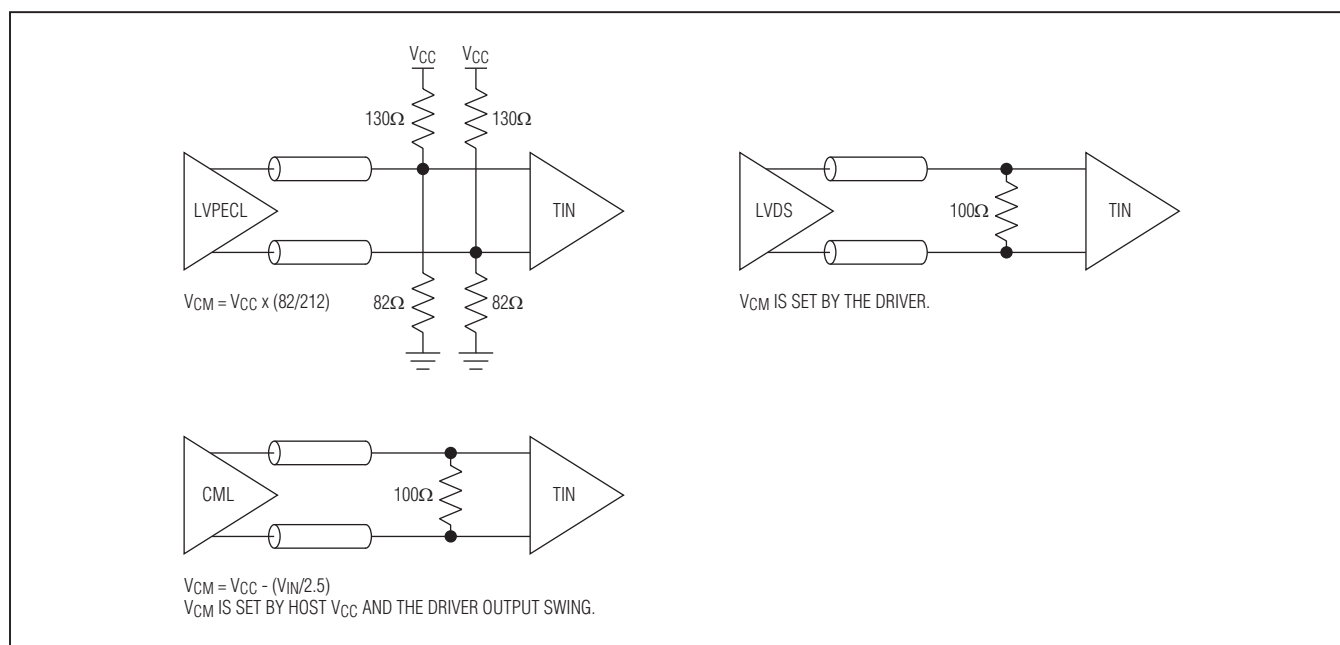 VCC VCC
130Ω 130Ω
LVPECL TIN
82Ω 82Ω
VCM = VCC x (82/212)
LVDS 100Ω TIN
VCM IS SET BY THE DRIVER.
CML 100Ω TIN
VCM = VCC - (VIN/2.5)
VCM IS SET BY HOST VCC AND THE DRIVER OUTPUT SWING.